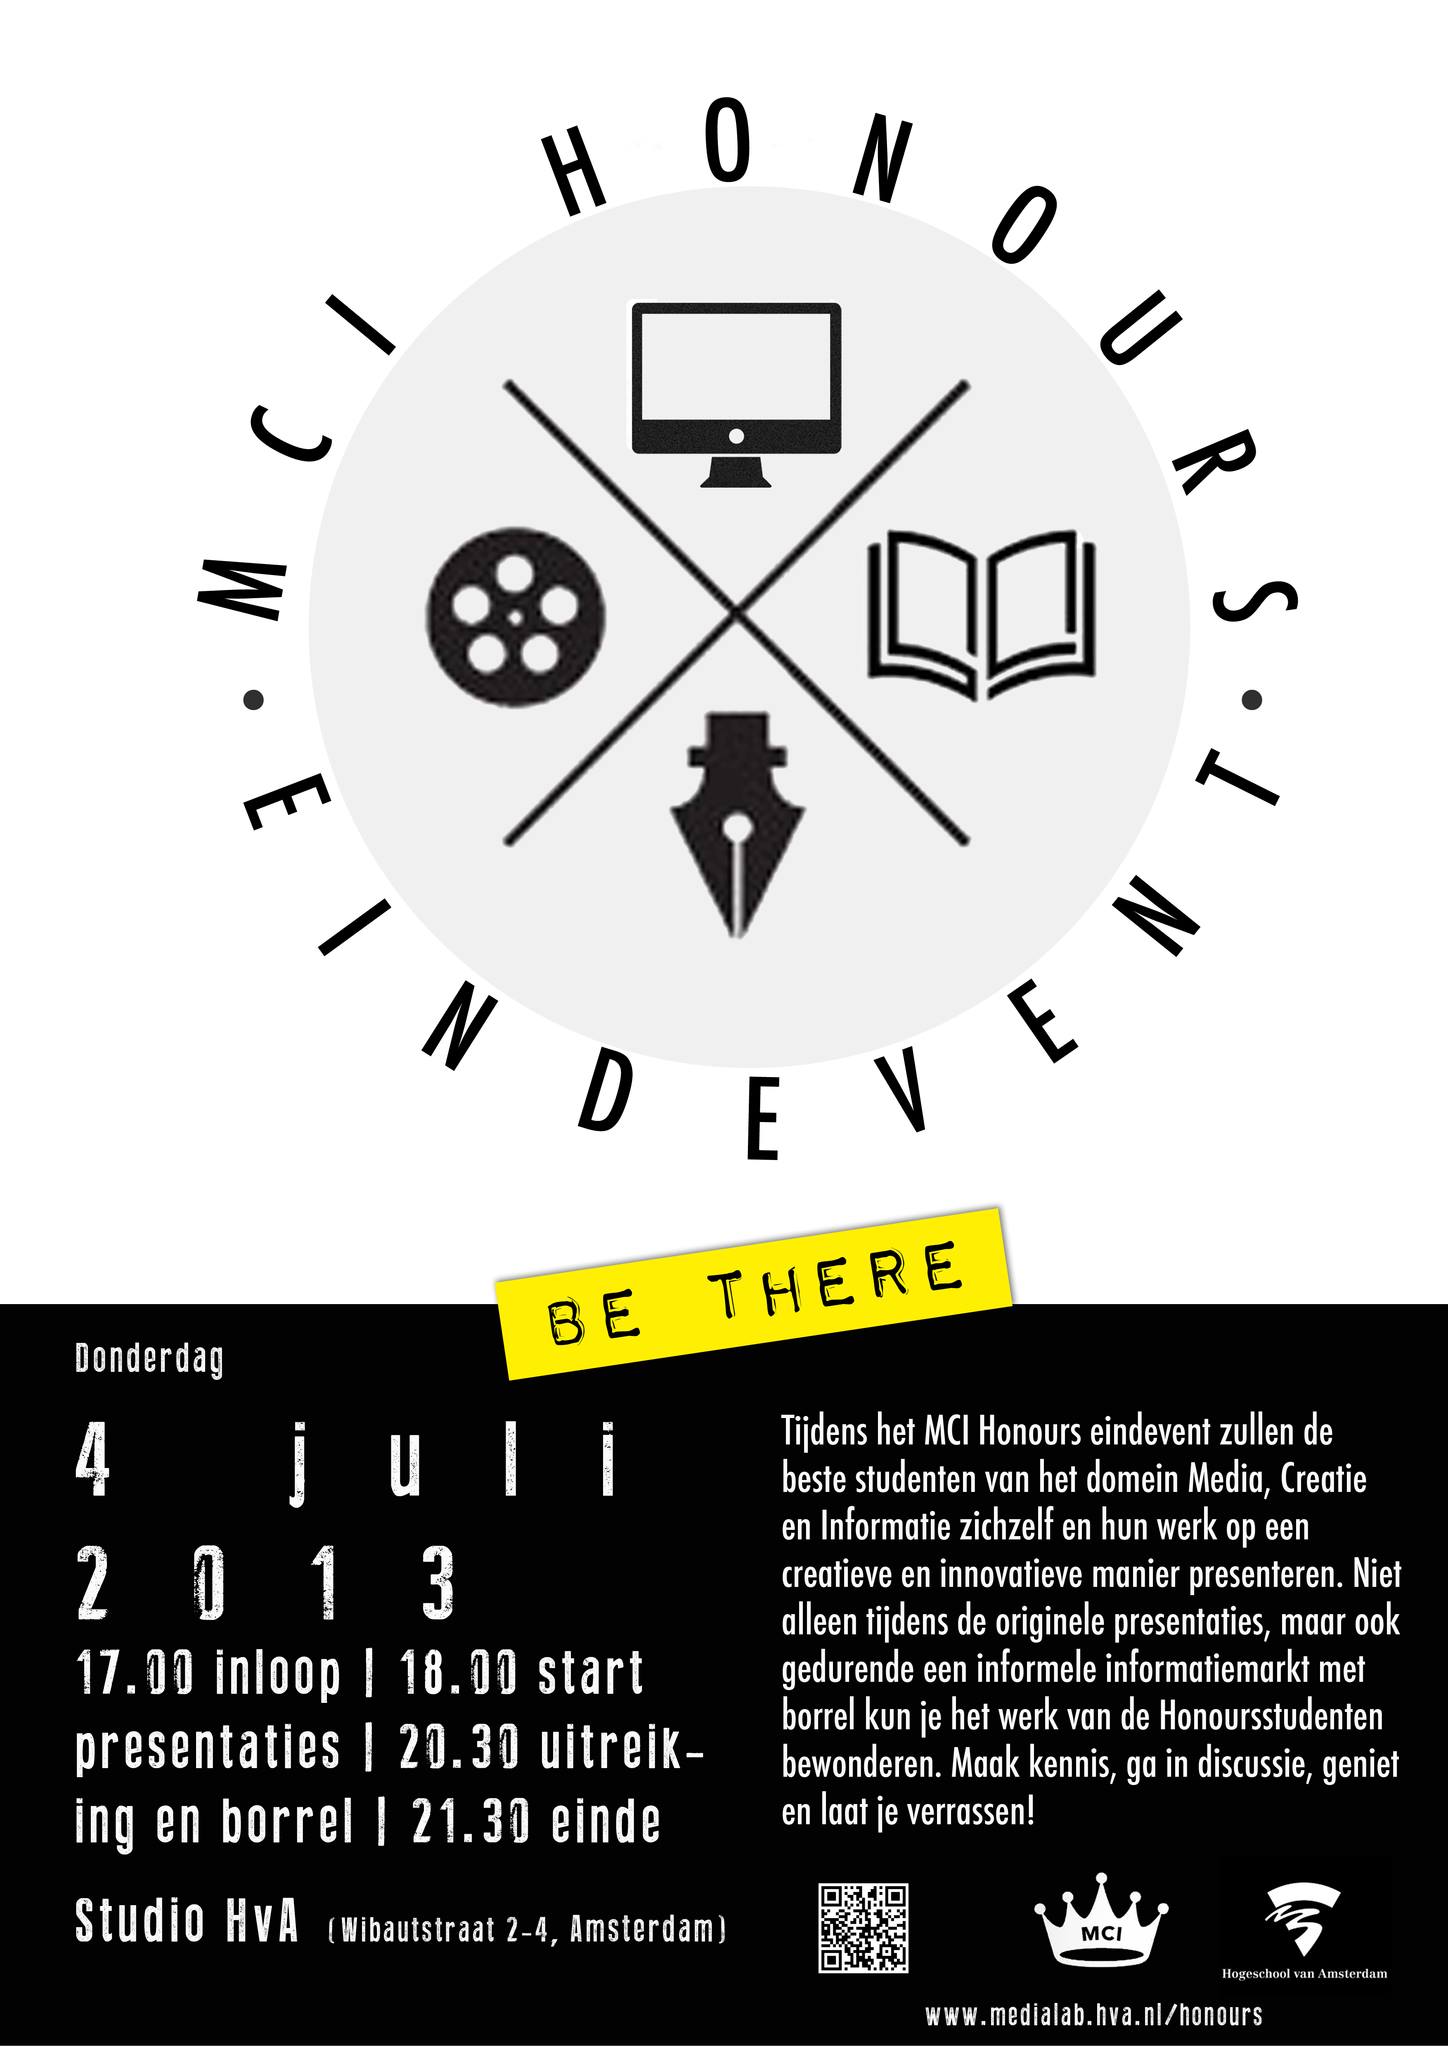 MCI HONOURS
• EINDEVENT •
BE THERE
Donderdag
4 juli
2013
17.00 inloop | 18.00 start
presentaties | 20.30 uitreik-
ing en borrel | 21.30 einde
Studio HvA (Wibautstraat 2-4, Amsterdam)
Tijdens het MCI Honours eindevent zullen de
beste studenten van het domein Media, Creatie
en Informatie zichzelf en hun werk op een
creatieve en innovatieve manier presenteren. Niet
alleen tijdens de originele presentaties, maar ook
gedurende een informele informatiemarkt met
borrel kun je het werk van de Honoursstudenten
bewonderen. Maak kennis, ga in discussie, geniet
en laat je verrassen!
MCI
Hogeschool van Amsterdam
www.medialab.hva.nl/honours